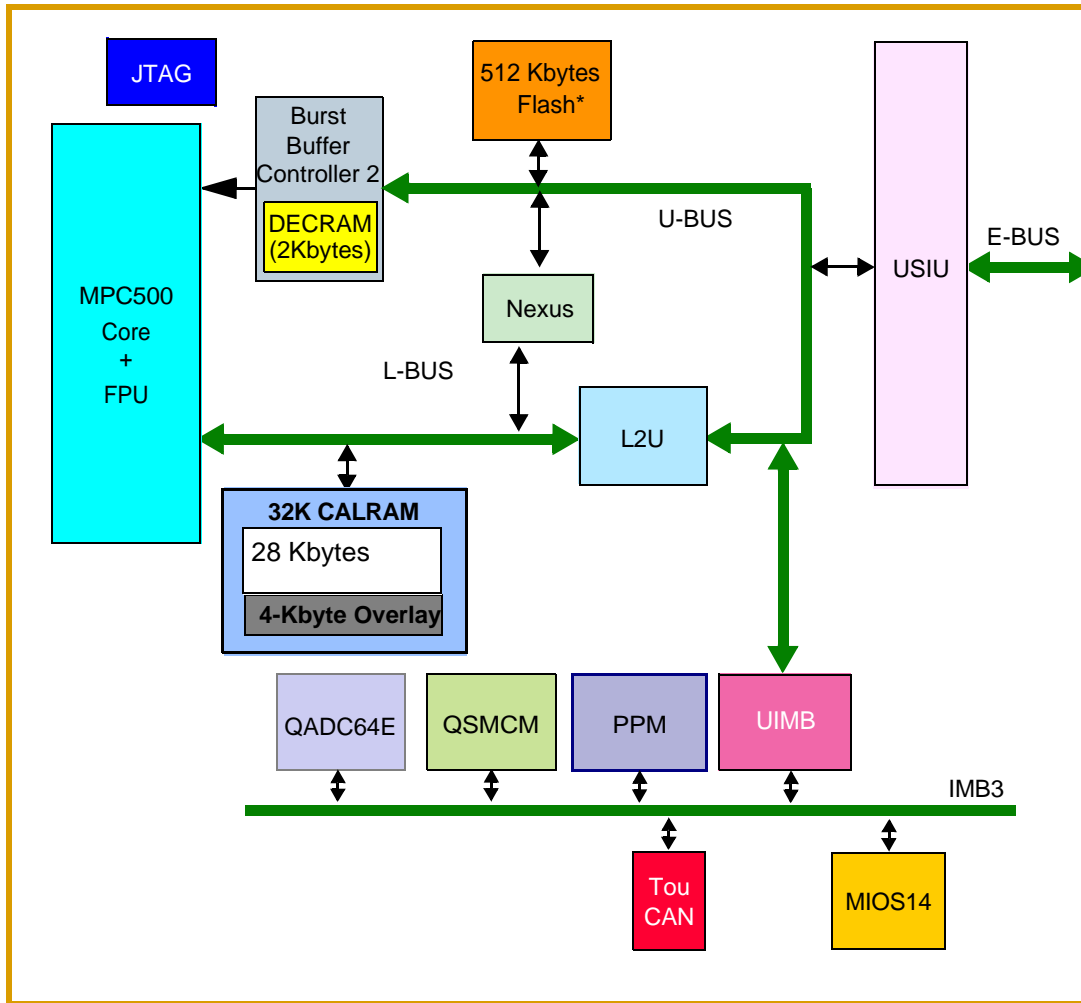 JTAG
512 Kbytes
Flash*
Burst
Buffer
Controller 2
DECRAM
(2Kbytes)
U-BUS
E-BUS
USIU
MPC500
Core
+
FPU
Nexus
L-BUS
L2U
32K CALRAM
28 Kbytes
4-Kbyte Overlay
QADC64E
QSMCM
PPM
UIMB
IMB3
Tou
CAN
MIOS14